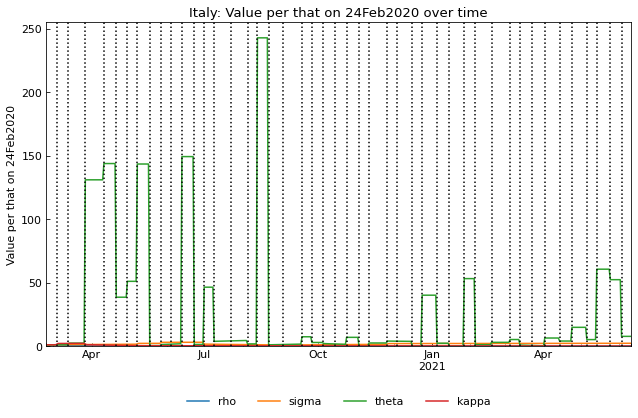 Italy: Value per that on 24Feb2020 over time
Value per that on 24Feb2020
250
200
150
100
50
0
Apr Jul Oct Jan Apr
2021
rho sigma theta kappa